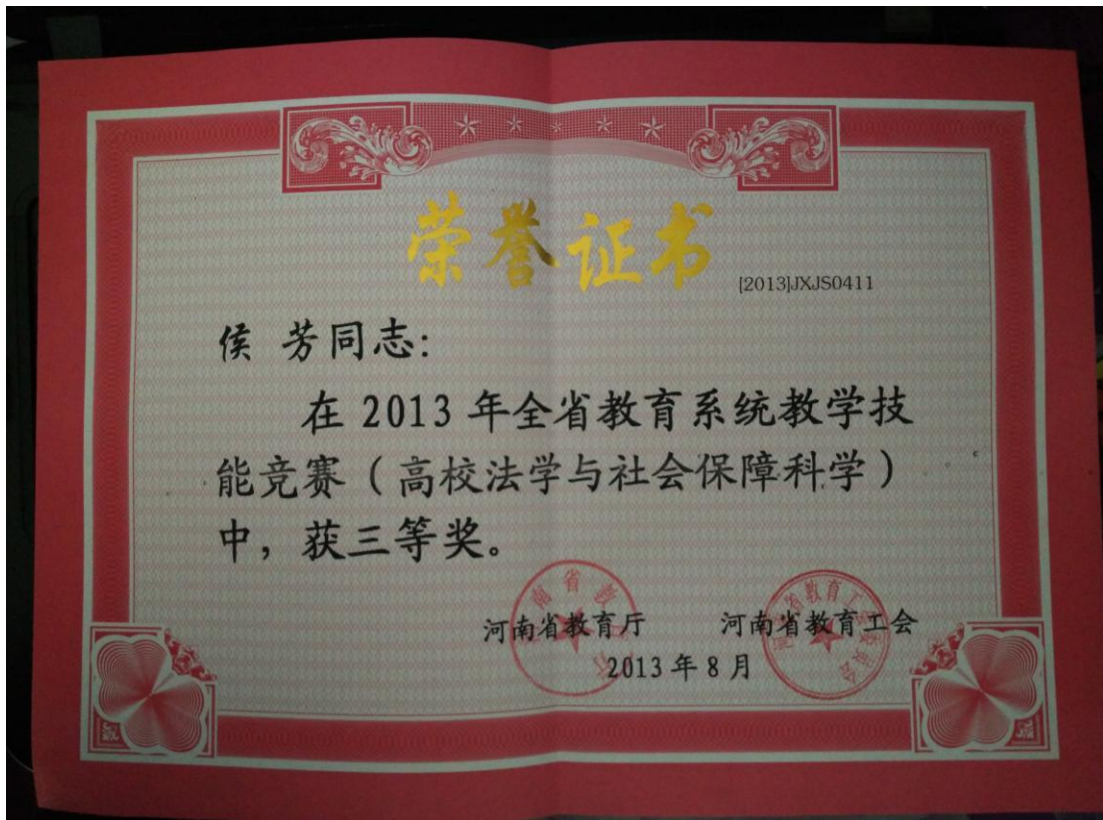 荣誉证书
[2013]JXJS0411
侯 芳同志:
在 2013 年全省教育系统教学技
能竞赛（高校法学与社会保障科学）
中，获三等奖。
河南省教育厅 河南省教育工会
2013 年 8 月